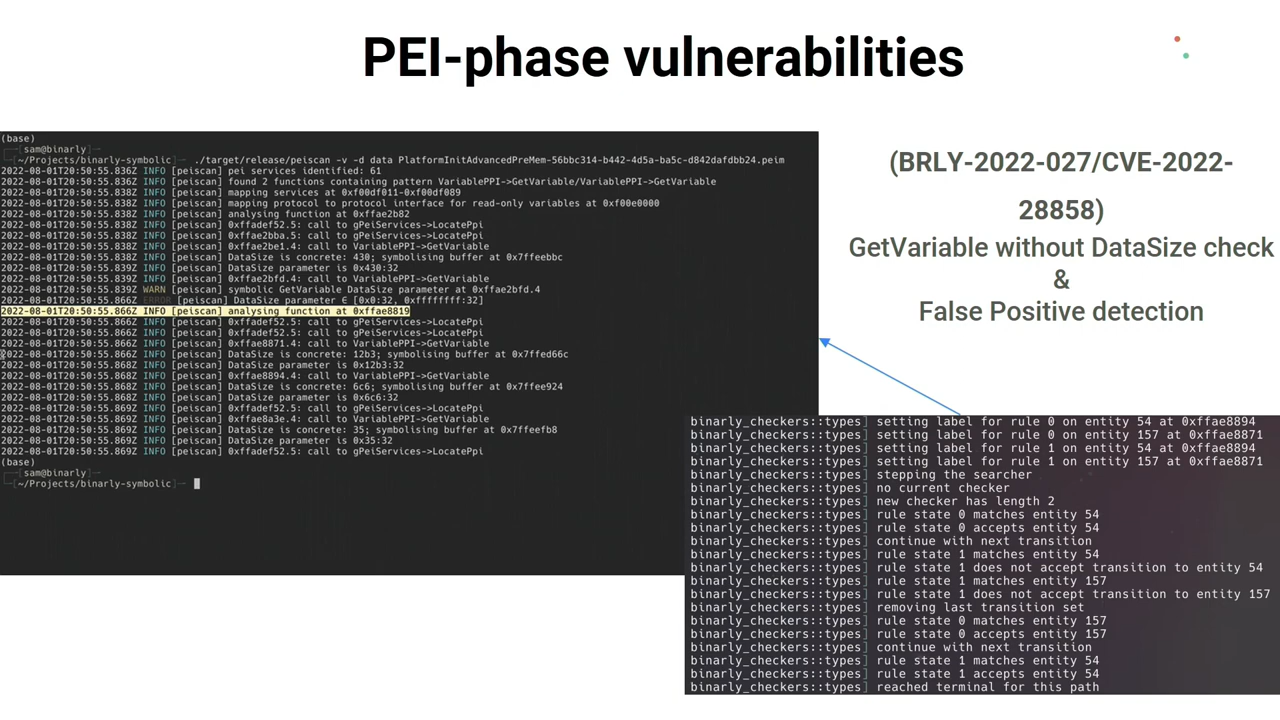 PEI-phase vulnerabilities
(base)
sam@binarly
~/Projects/binarly-symbolic ./target/release/peiscan -v -d data PlatformInitAdvancedPreMem-56bbc314-b442-4d5a-ba5c-d842dafdbb24.peim
2022-08-01T20:50:55.836Z INFO [peiscan] pei services identified: 61
2022-08-01T20:50:55.836Z INFO [peiscan] found 2 functions containing pattern VariablePPI->GetVariable/VariablePPI->GetVariable
2022-08-01T20:50:55.838Z INFO [peiscan] mapping services at 0xf00df011-0xf00df089
2022-08-01T20:50:55.838Z INFO [peiscan] mapping protocol to protocol interface for read-only variables at 0xf00e0000
2022-08-01T20:50:55.838Z INFO [peiscan] analysing function at 0xffae2b82
2022-08-01T20:50:55.838Z INFO [peiscan] 0xffadef52.5: call to gPeiServices->LocatePpi
2022-08-01T20:50:55.838Z INFO [peiscan] 0xffae2bba.5: call to gPeiServices->LocatePpi
2022-08-01T20:50:55.838Z INFO [peiscan] 0xffae2be1.4: call to VariablePPI->GetVariable
2022-08-01T20:50:55.838Z INFO [peiscan] DataSize is concrete: 430; symbolising buffer at 0x7ffeebbc
2022-08-01T20:50:55.839Z INFO [peiscan] DataSize parameter is 0x430:32
2022-08-01T20:50:55.839Z INFO [peiscan] 0xffae2bfd.4: call to VariablePPI->GetVariable
2022-08-01T20:50:55.839Z WARN [peiscan] symbolic GetVariable DataSize parameter at 0xffae2bfd.4
2022-08-01T20:50:55.866Z ERROR [peiscan] DataSize parameter ∈ [0x0:32, 0xffffffff:32]
2022-08-01T20:50:55.866Z INFO [peiscan] analysing function at 0xffae8819
2022-08-01T20:50:55.866Z INFO [peiscan] 0xffadef52.5: call to gPeiServices->LocatePpi
2022-08-01T20:50:55.866Z INFO [peiscan] 0xffadef52.5: call to gPeiServices->LocatePpi
2022-08-01T20:50:55.866Z INFO [peiscan] 0xffae8871.4: call to VariablePPI->GetVariable
2022-08-01T20:50:55.866Z INFO [peiscan] DataSize is concrete: 12b3; symbolising buffer at 0x7ffed66c
2022-08-01T20:50:55.868Z INFO [peiscan] DataSize parameter is 0x12b3:32
2022-08-01T20:50:55.868Z INFO [peiscan] 0xffae8894.4: call to VariablePPI->GetVariable
2022-08-01T20:50:55.868Z INFO [peiscan] DataSize is concrete: 6c6; symbolising buffer at 0x7ffee924
2022-08-01T20:50:55.868Z INFO [peiscan] DataSize parameter is 0x6c6:32
2022-08-01T20:50:55.869Z INFO [peiscan] 0xffadef52.5: call to gPeiServices->LocatePpi
2022-08-01T20:50:55.869Z INFO [peiscan] 0xffae8a3e.4: call to VariablePPI->GetVariable
2022-08-01T20:50:55.869Z INFO [peiscan] DataSize is concrete: 35; symbolising buffer at 0x7ffeefb8
2022-08-01T20:50:55.869Z INFO [peiscan] DataSize parameter is 0x35:32
2022-08-01T20:50:55.869Z INFO [peiscan] 0xffadef52.5: call to gPeiServices->LocatePpi
(base)
sam@binarly
~/Projects/binarly-symbolic
(BRLY-2022-027/CVE-2022-
28858)
GetVariable without DataSize check
&
False Positive detection
binarly_checkers::types] setting label for rule 0 on entity 54 at 0xffae8894
binarly_checkers::types] setting label for rule 0 on entity 157 at 0xffae8871
binarly_checkers::types] setting label for rule 1 on entity 54 at 0xffae8894
binarly_checkers::types] setting label for rule 1 on entity 157 at 0xffae8871
binarly_checkers::types] stepping the searcher
binarly_checkers::types] no current checker
binarly_checkers::types] new checker has length 2
binarly_checkers::types] rule state 0 matches entity 54
binarly_checkers::types] rule state 0 accepts entity 54
binarly_checkers::types] continue with next transition
binarly_checkers::types] rule state 1 matches entity 54
binarly_checkers::types] rule state 1 does not accept transition to entity 54
binarly_checkers::types] rule state 1 matches entity 157
binarly_checkers::types] rule state 1 does not accept transition to entity 157
binarly_checkers::types] removing last transition set
binarly_checkers::types] rule state 0 matches entity 157
binarly_checkers::types] rule state 0 accepts entity 157
binarly_checkers::types] continue with next transition
binarly_checkers::types] rule state 1 matches entity 54
binarly_checkers::types] rule state 1 accepts entity 54
binarly_checkers::types] reached terminal for this path